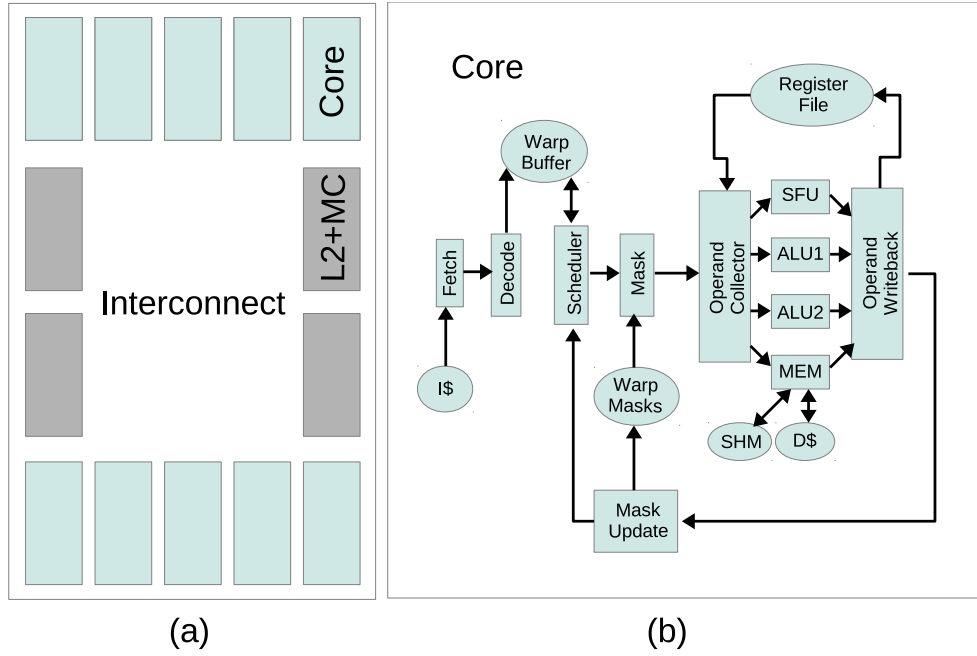 Core
L2+MC
Interconnect
(a)
Core
Register
File
Warp
Buffer
SFU
Fetch
Decode
Scheduler
Mask
Operand
Collector
ALU1
Operand
Writeback
ALU2
I$
Warp
Masks
MEM
SHM
D$
Mask
Update
(b)